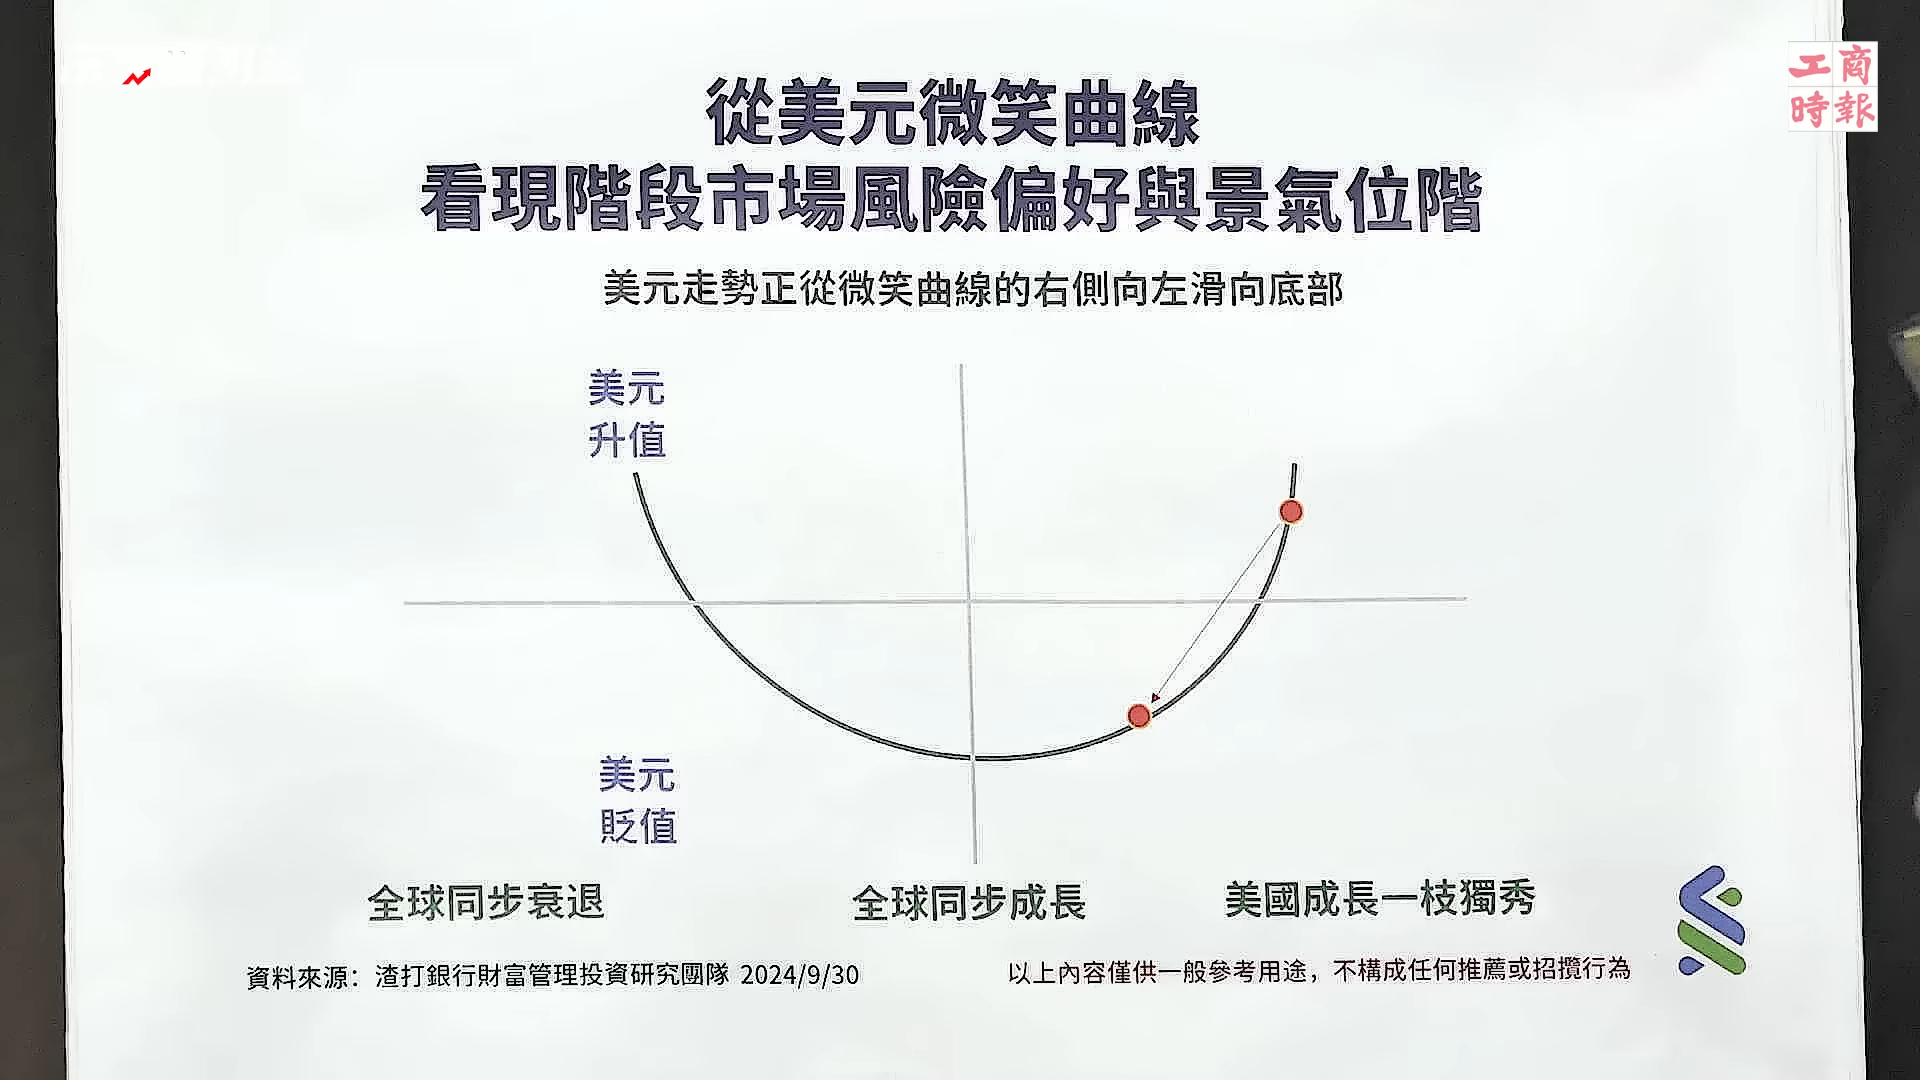 工商
時報
從美元微笑曲線
看現階段市場風險偏好與景氣位階
美元走勢正從微笑曲線的右側向左滑向底部
美元
升值
美元
貶值
全球同步衰退
全球同步成長
美國成長一枝獨秀
資料來源：渣打銀行財富管理投資研究團隊 2024/9/30
以上內容僅供一般參考用途，不構成任何推薦或招攬行為